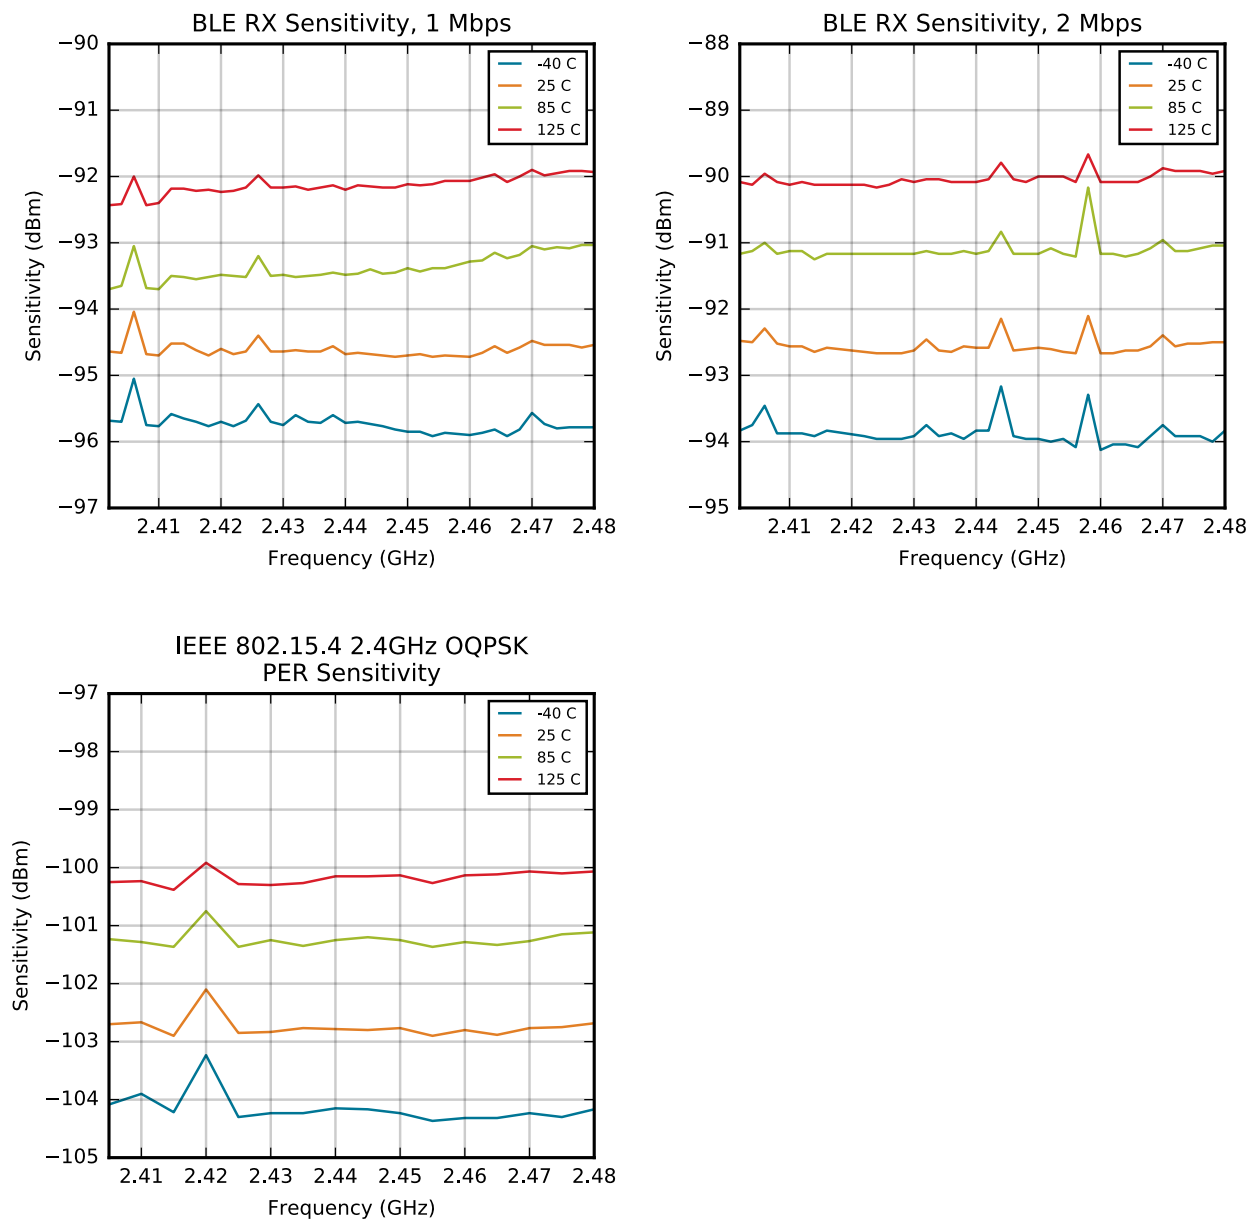 BLE RX Sensitivity, 1 Mbps
−90
−91
−92
−93
−94
−95
−96
−97
Sensitivity (dBm)
-40 C
25 C
85 C
125 C
2.41 2.42 2.43 2.44 2.45 2.46 2.47 2.48
Frequency (GHz)
BLE RX Sensitivity, 2 Mbps
−88
−89
−90
−91
−92
−93
−94
−95
Sensitivity (dBm)
-40 C
25 C
85 C
125 C
2.41 2.42 2.43 2.44 2.45 2.46 2.47 2.48
Frequency (GHz)
IEEE 802.15.4 2.4GHz OQPSK
PER Sensitivity
−97
−98
−99
−100
−101
−102
−103
−104
−105
Sensitivity (dBm)
-40 C
25 C
85 C
125 C
2.41 2.42 2.43 2.44 2.45 2.46 2.47 2.48
Frequency (GHz)